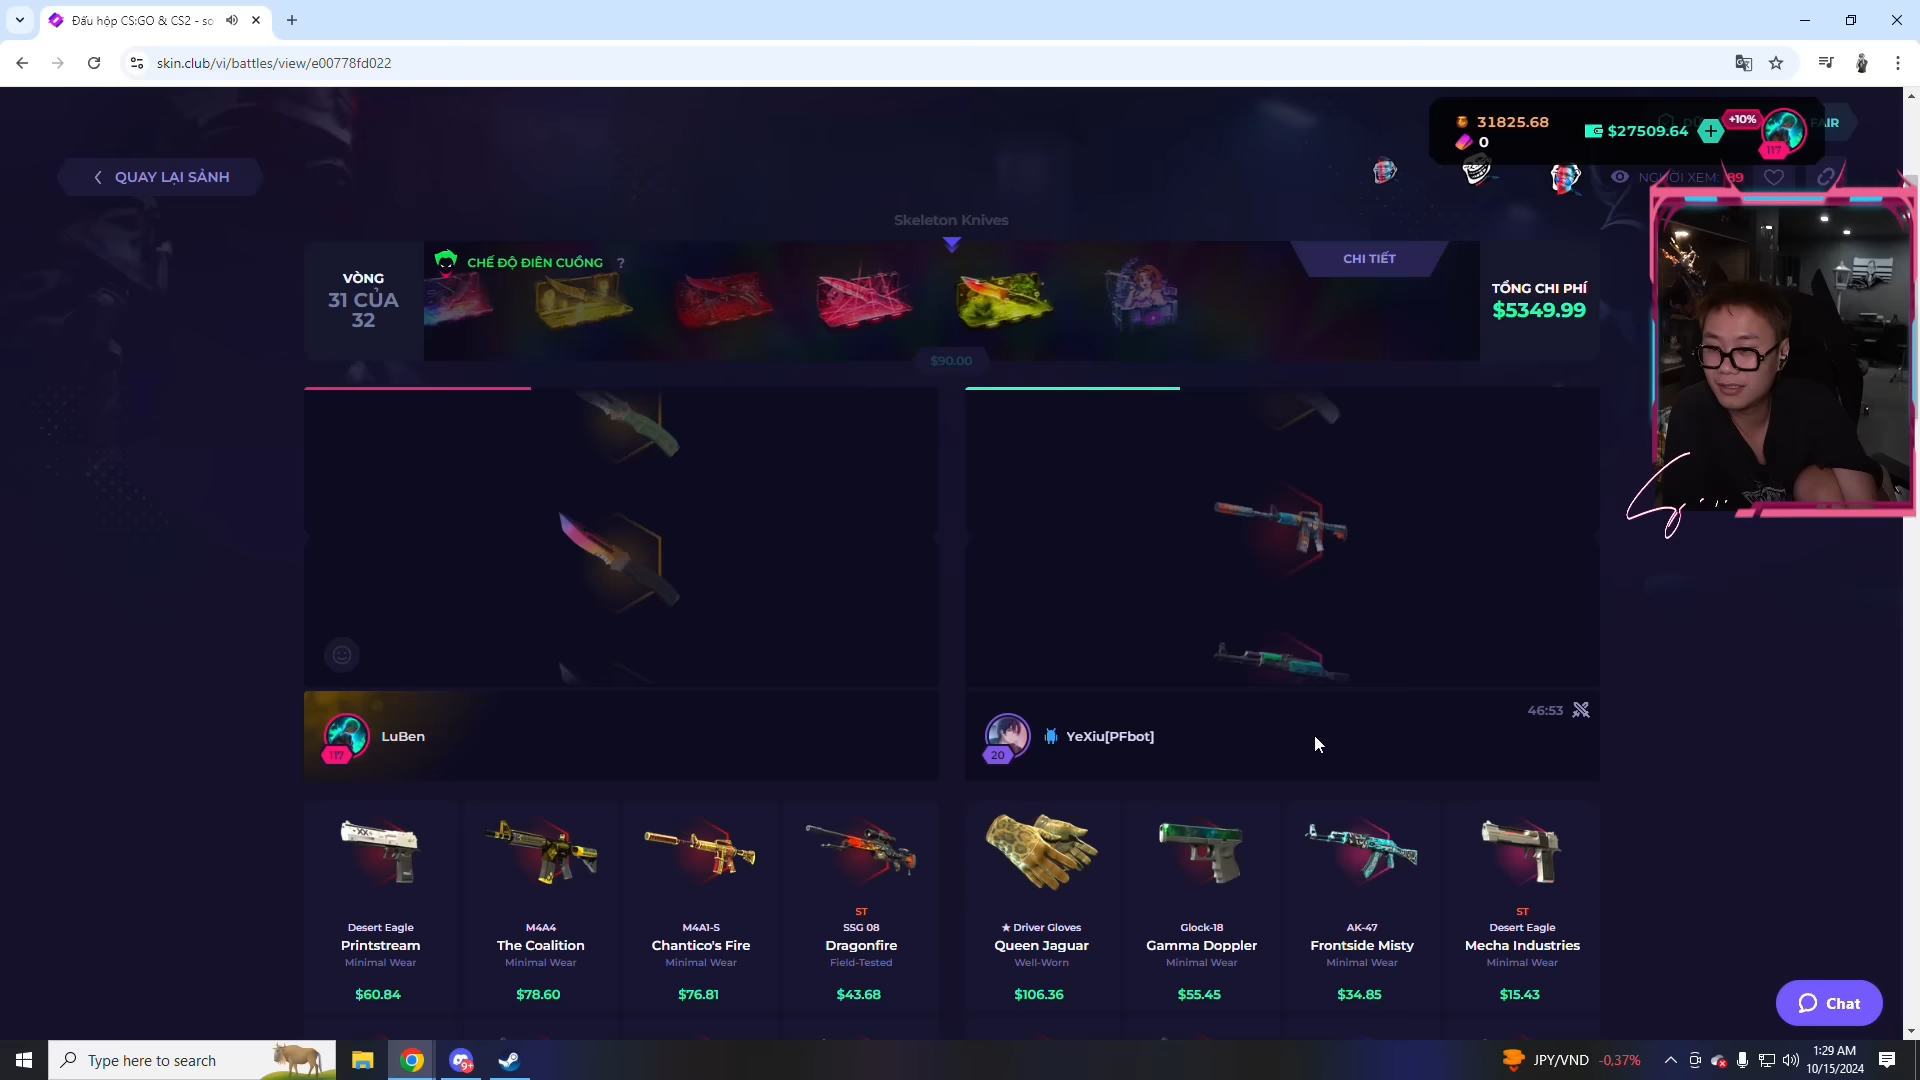 Đấu hộp CS:GO & CS2 - so
skin.club/vi/battles/view/e00778fd022
31825.68
0
$27509.64
+10%
117
AIR
QUAY LẠI SẢNH
NGƯỜI XEM: 89
Skeleton Knives
VÒNG
31 CỦA
32
CHẾ ĐỘ ĐIÊN CUỒNG ?
CHI TIẾT
TỔNG CHI PHÍ
$5349.99
$90.00
117
LuBen
20
YeXiu[PFbot]
46:53
Desert Eagle
Printstream
Minimal Wear
$60.84
M4A4
The Coalition
Minimal Wear
$78.60
M4A1-S
Chantico's Fire
Minimal Wear
$76.81
ST
SSG 08
Dragonfire
Field-Tested
$43.68
★ Driver Gloves
Queen Jaguar
Well-Worn
$106.36
Glock-18
Gamma Doppler
Minimal Wear
$55.45
AK-47
Frontside Misty
Minimal Wear
$34.85
ST
Desert Eagle
Mecha Industries
Minimal Wear
$15.43
Chat
Type here to search
9+
JPY/VND -0,37%
1:29 AM
10/15/2024